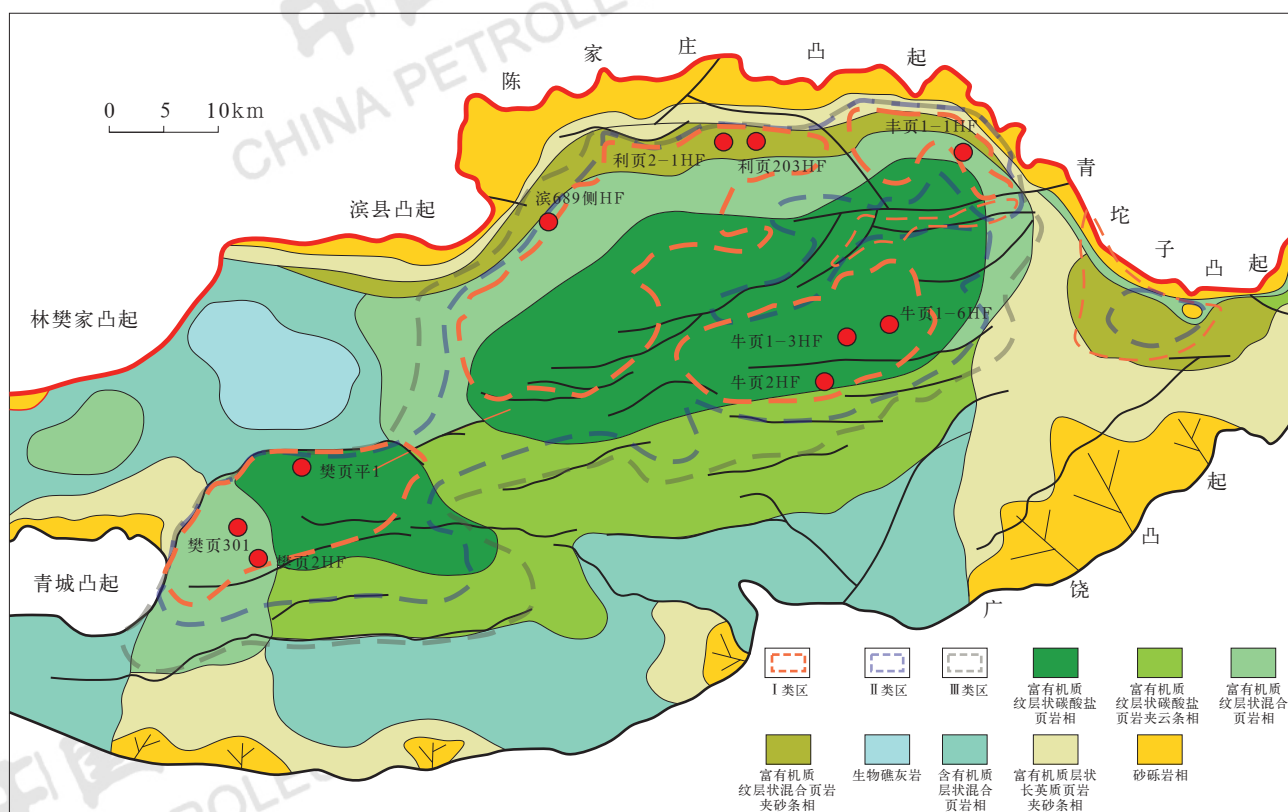 CHINA PETROLE
陈家庄凸起
0 5 10km
丰页1-1HF
利页2-1HF
利页203HF
青坨子凸起
滨县凸起
滨689侧HF
林樊家凸起
牛页1-6HF
牛页1-3HF
牛页2HF
樊页平1
樊页301
樊页2HF
青城凸起
广饶凸起
Ⅰ类区
Ⅱ类区
Ⅲ类区
富有机质
纹层状碳酸盐
页岩相
富有机质
纹层状碳酸盐
页岩夹云条相
富有机质
纹层状混合
页岩相
富有机质
纹层状混合页岩
夹砂条相
生物礁灰岩
含有机质
层状混合
页岩相
富有机质层状
长英质页岩
夹砂条相
砂砾岩相
CHINA PETROLE